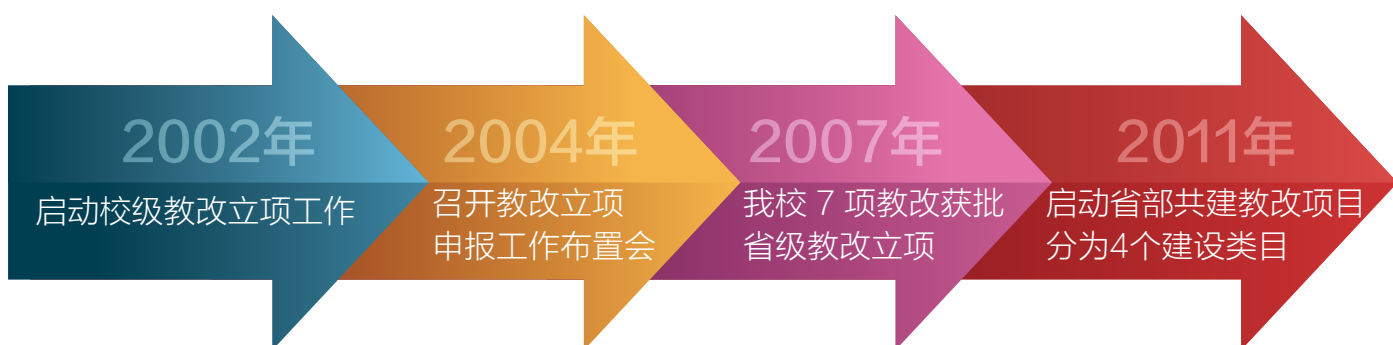 2002年
启动校级教改立项工作
2004年
召开教改立项
申报工作布置会
2007年
我校 7 项教改获批
省级教改立项
2011年
启动省部共建教改项目
分为4个建设类目